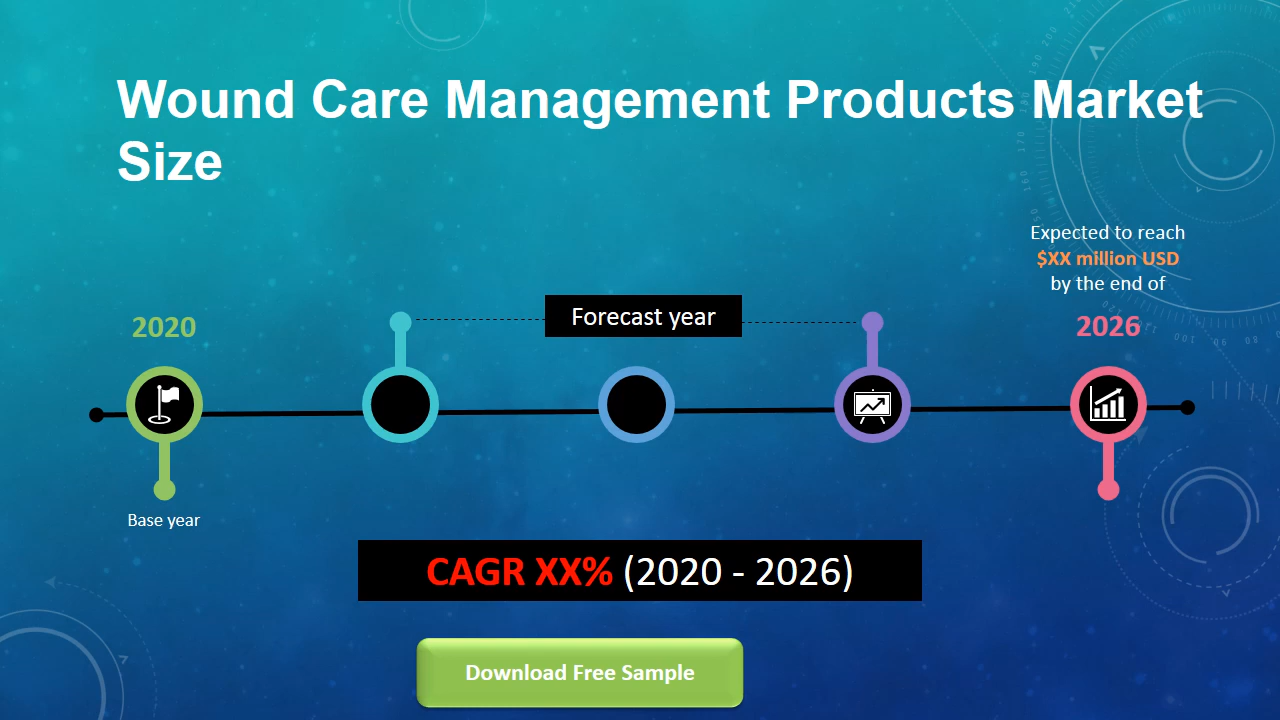 Wound Care Management Products Market
Size
Expected to reach
$XX million USD
by the end of
2020
Forecast year
2026
Base year
CAGR XX% (2020 - 2026)
Download Free Sample